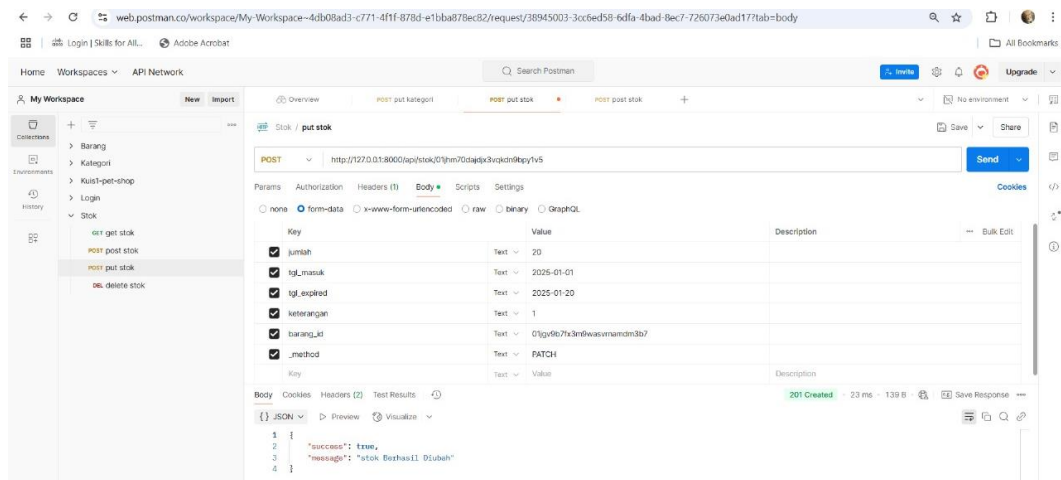 web.postman.co/workspace/My-Workspace~4db08ad3-c771-4f1f-878d-e1bba878ec82/request/38945003-3cc6ed58-6dfa-4bad-8ec7-726073e0ad17?tab=body
Login | Skills for All... Adobe Acrobat All Bookmarks
Home Workspaces API Network Search Postman Invite Upgrade
My Workspace New Import Overview POST put kategori POST put stok POST post stok No environment
Collections
Environments
History
Barang
Kategori
Kuis1-pet-shop
Login
Stok
GET get stok
POST post stok
POST put stok
DEL delete stok
HTTP Stok / put stok Save Share
POST http://127.0.0.1:8000/api/stok/01jhm70dajdjx3vqkdn9bpy1v5 Send
Params Authorization Headers (1) Body Scripts Settings Cookies
none form-data x-www-form-urlencoded raw binary GraphQL
Key Value Description Bulk Edit
jumlah Text 20
tgl_masuk Text 2025-01-01
tgl_expired Text 2025-01-20
keterangan Text 1
barang_id Text 01jgv9b7fx3m9wasvrnamdm3b7
_method Text PATCH
Key Text Value Description
Body Cookies Headers (2) Test Results 201 Created 23 ms 139 B Save Response
{} JSON Preview Visualize
1 {
2 "success": true,
3 "message": "stok Berhasil Diubah"
4 }